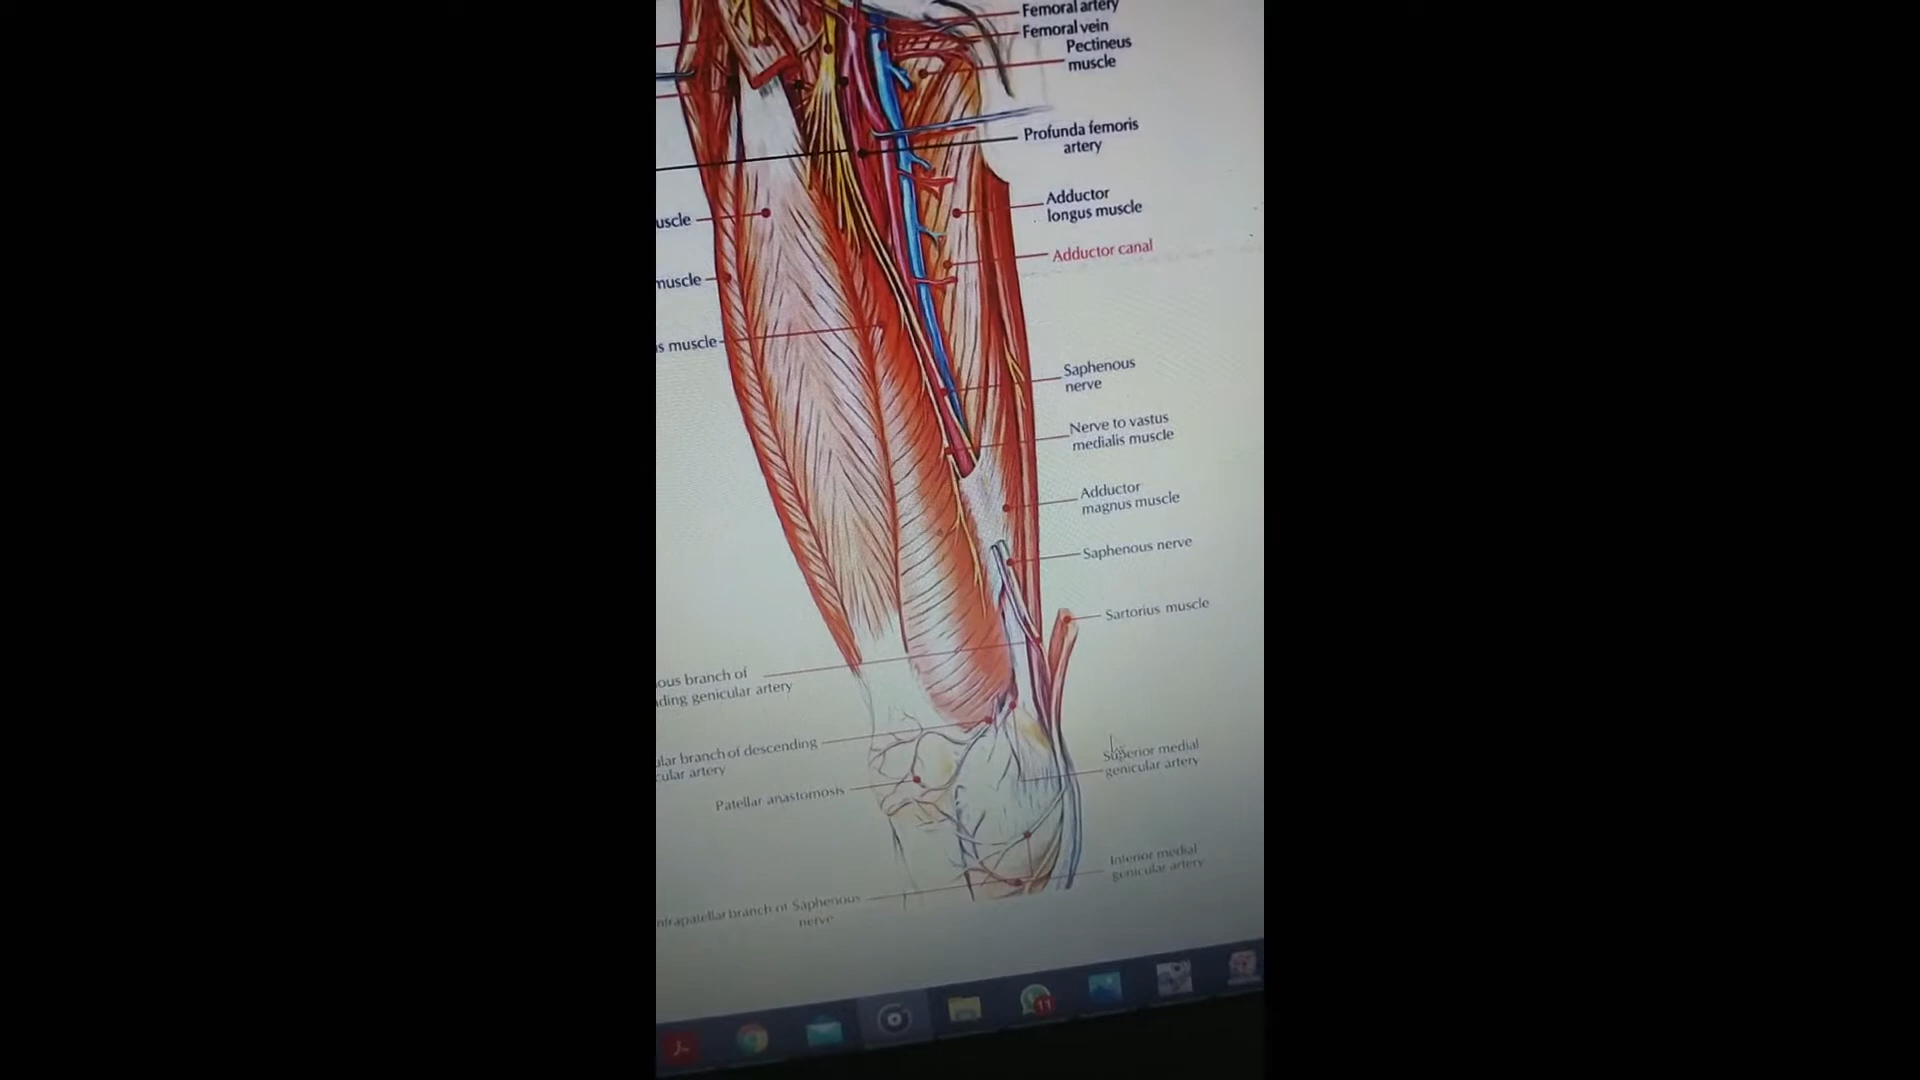 Femoral artery
Femoral vein
Pectineus
muscle
Profunda femoris
artery
Adductor
longus muscle
uscle
Adductor canal
muscle
s muscle
Saphenous
nerve
Nerve to vastus
medialis muscle
Adductor
magnus muscle
Saphenous nerve
Sartorius muscle
ous branch of
ding genicular artery
ular branch of descending
cular artery
Superior medial
genicular artery
Patellar anastomosis
Inferior medial
genicular artery
nfrapatellar branch of Saphenous
nerve
11